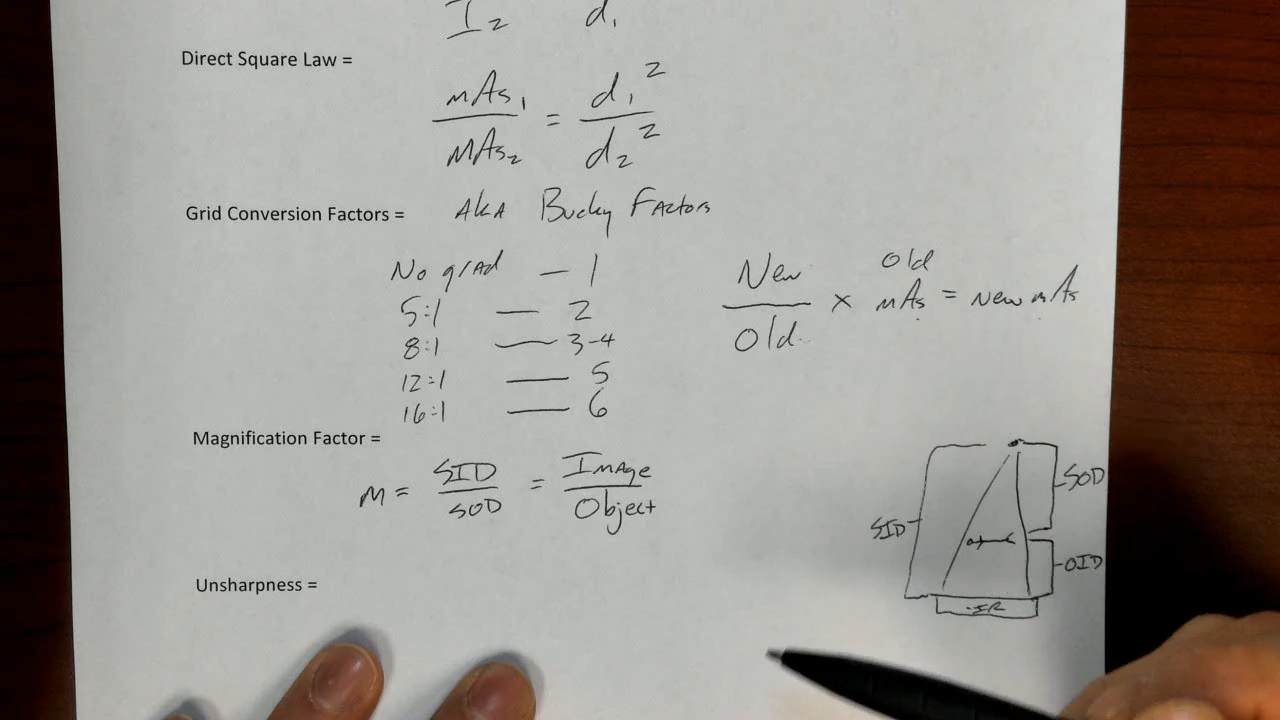 I₂ d₁
Direct Square Law =
mAs₁ / mAs₂ = d₁² / d₂²
Grid Conversion Factors = AKA Bucky Factors
No grid — 1
5:1 — 2
8:1 — 3-4
12:1 — 5
16:1 — 6
New / Old × old mAs = New mAs
Magnification Factor =
M = SID / SOD = Image / Object
SID
SOD
OID
IR
Unsharpness =